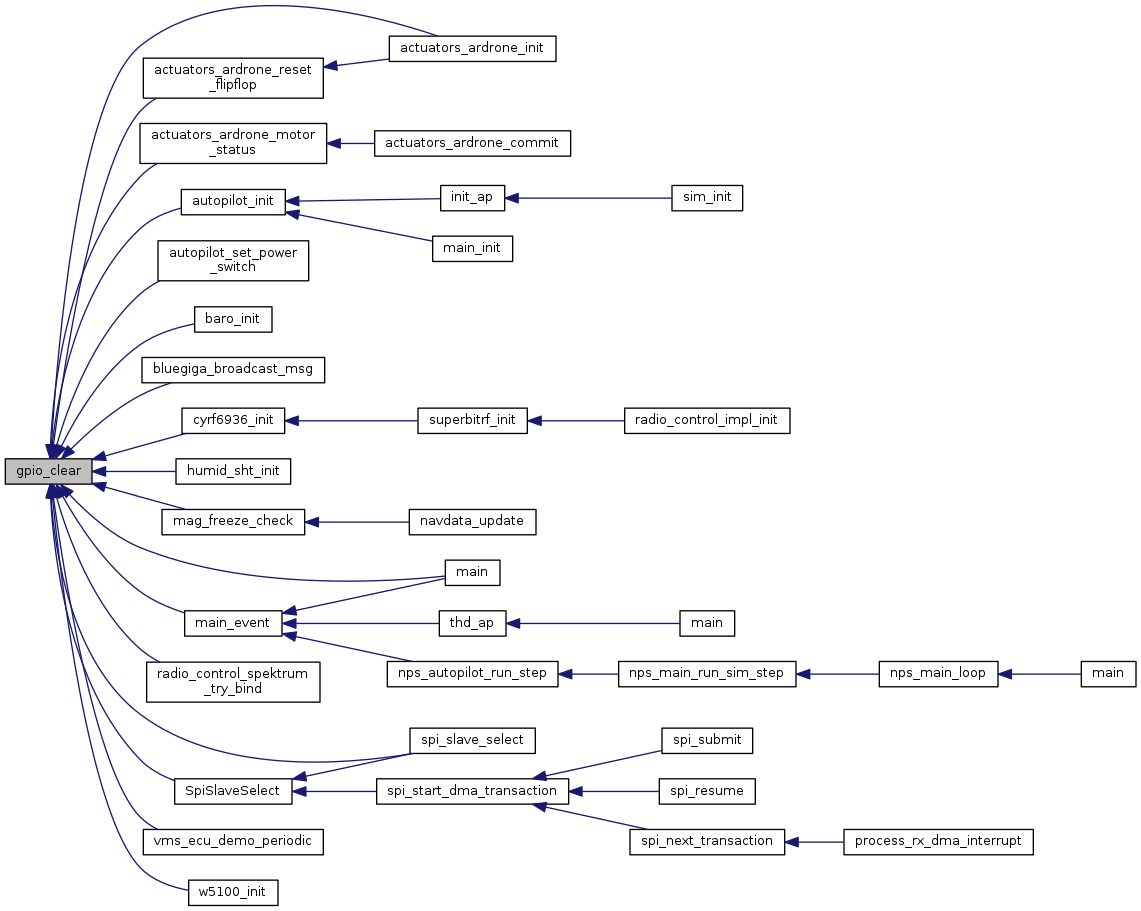 actuators_ardrone_init
actuators_ardrone_reset
_flipflop
actuators_ardrone_motor
_status
actuators_ardrone_commit
autopilot_init
init_ap
sim_init
main_init
autopilot_set_power
_switch
baro_init
bluegiga_broadcast_msg
cyrf6936_init
superbitrf_init
radio_control_impl_init
gpio_clear
humid_sht_init
mag_freeze_check
navdata_update
main
main_event
thd_ap
main
radio_control_spektrum
_try_bind
nps_autopilot_run_step
nps_main_run_sim_step
nps_main_loop
main
spi_slave_select
spi_submit
SpiSlaveSelect
spi_start_dma_transaction
spi_resume
vms_ecu_demo_periodic
spi_next_transaction
process_rx_dma_interrupt
w5100_init